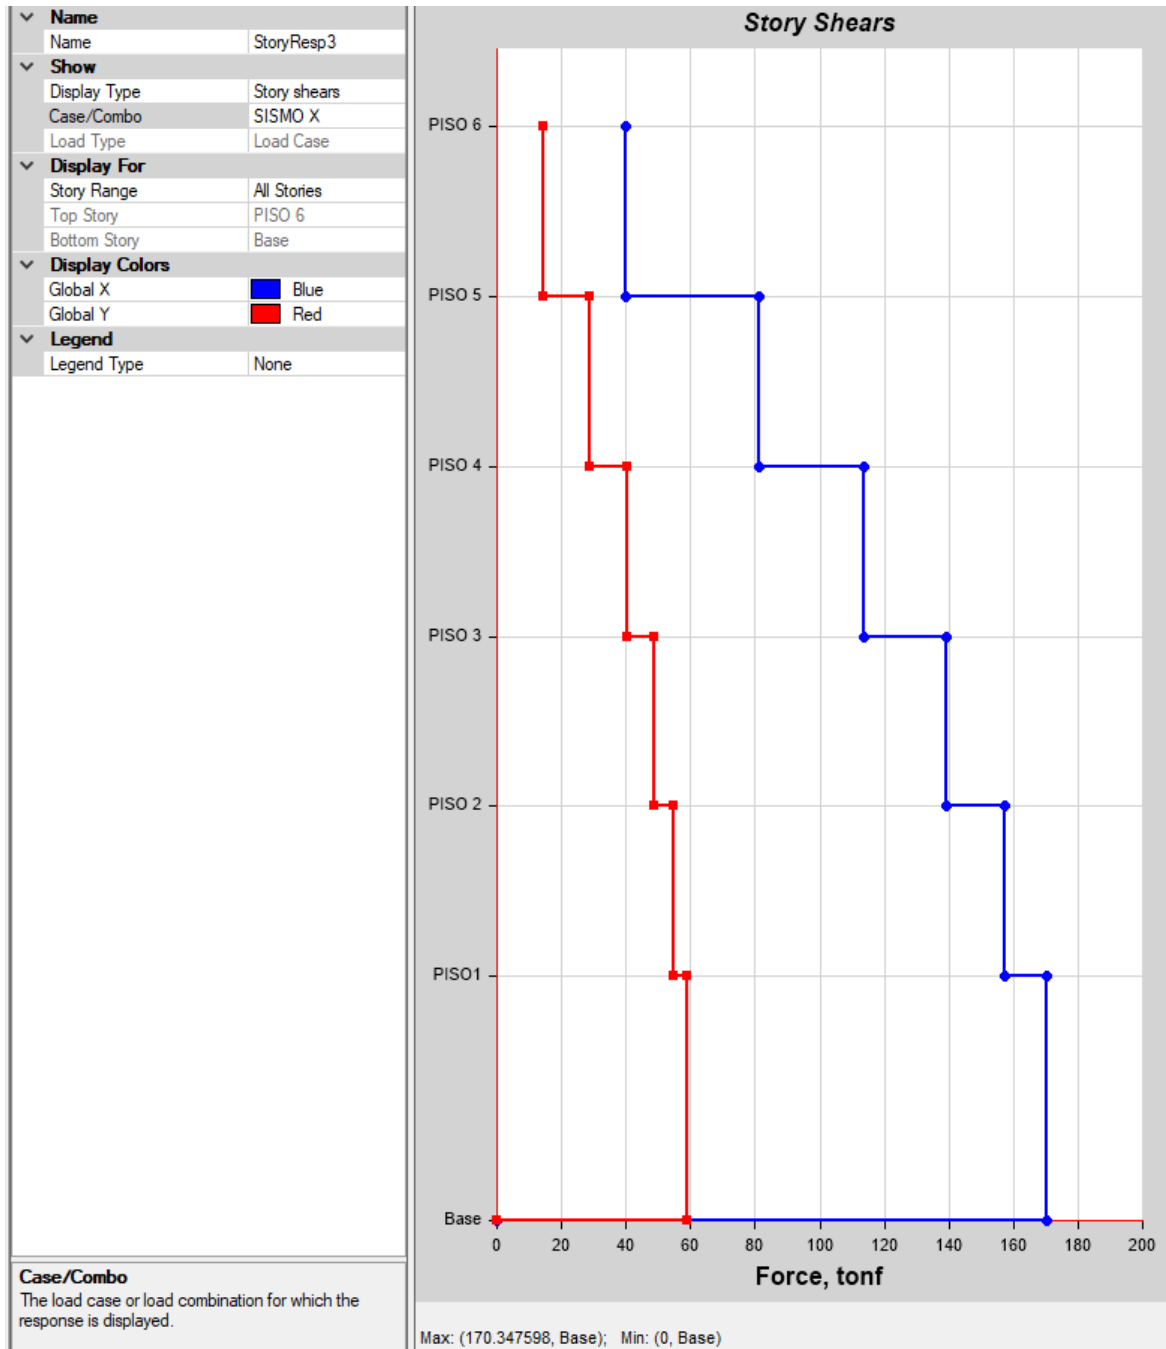 Name
Name StoryResp3
Show
Display Type Story shears
Case/Combo SISMO X
Load Type Load Case
Display For
Story Range All Stories
Top Story PISO 6
Bottom Story Base
Display Colors
Global X Blue
Global Y Red
Legend
Legend Type None
Case/Combo
The load case or load combination for which the
response is displayed.
Story Shears
PISO 6
PISO 5
PISO 4
PISO 3
PISO 2
PISO1
Base
0 20 40 60 80 100 120 140 160 180 200
Force, tonf
Max: (170.347598, Base); Min: (0, Base)